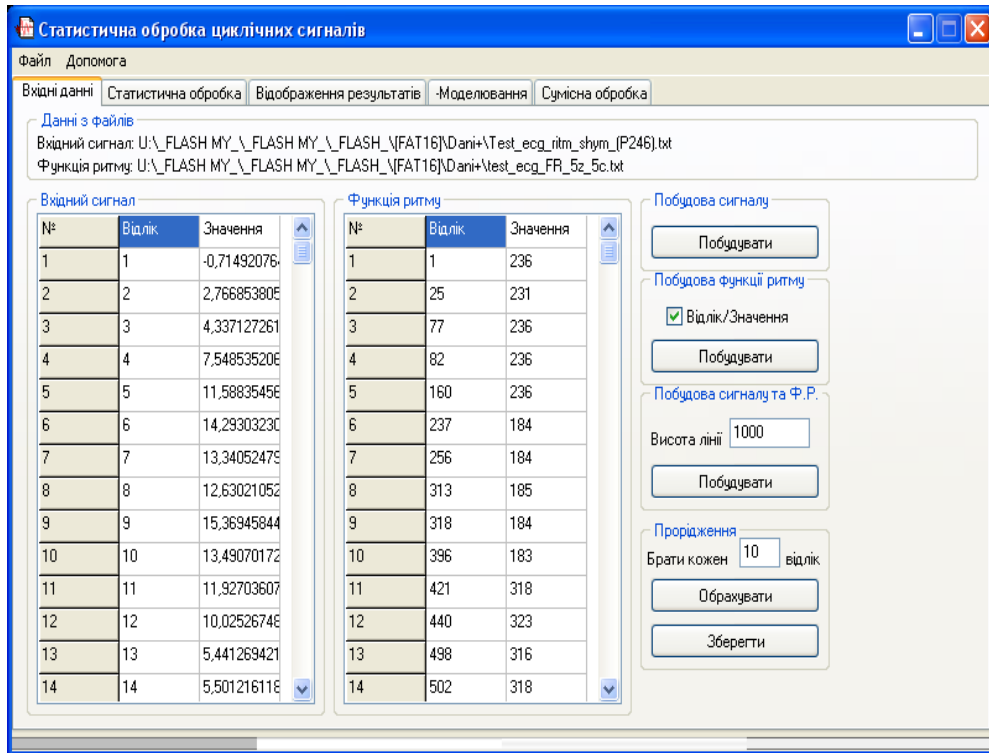 Статистична обробка циклічних сигналів
Файл Допомога
Вхідні данні Статистична обробка Відображення результатів -Моделювання Сумісна обробка
Данні з файлів
Вхідний сигнал: U:\_FLASH MY_\_FLASH MY_\_FLASH_\[FAT16]\Dani+\Test_ecg_ritm_shym_(P246).txt
Функція ритму: U:\_FLASH MY_\_FLASH MY_\_FLASH_\[FAT16]\Dani+\test_ecg_FR_5z_5c.txt
Вхідний сигнал
№ Відлік Значення
1 1 -0,71492076
2 2 2,766853805
3 3 4,337127261
4 4 7,548535206
5 5 11,58835456
6 6 14,29303230
7 7 13,34052479
8 8 12,63021052
9 9 15,36945844
10 10 13,49070172
11 11 11,92703607
12 12 10,02526748
13 13 5,441269421
14 14 5,501216118
Функція ритму
№ Відлік Значення
1 1 236
2 25 231
3 77 236
4 82 236
5 160 236
6 237 184
7 256 184
8 313 185
9 318 184
10 396 183
11 421 318
12 440 323
13 498 316
14 502 318
Побудова сигналу
Побудувати
Побудова функції ритму
Відлік/Значення
Побудувати
Побудова сигналу та Ф.Р.
Висота лінії 1000
Побудувати
Прорідження
Брати кожен 10 відлік
Обрахувати
Зберегти